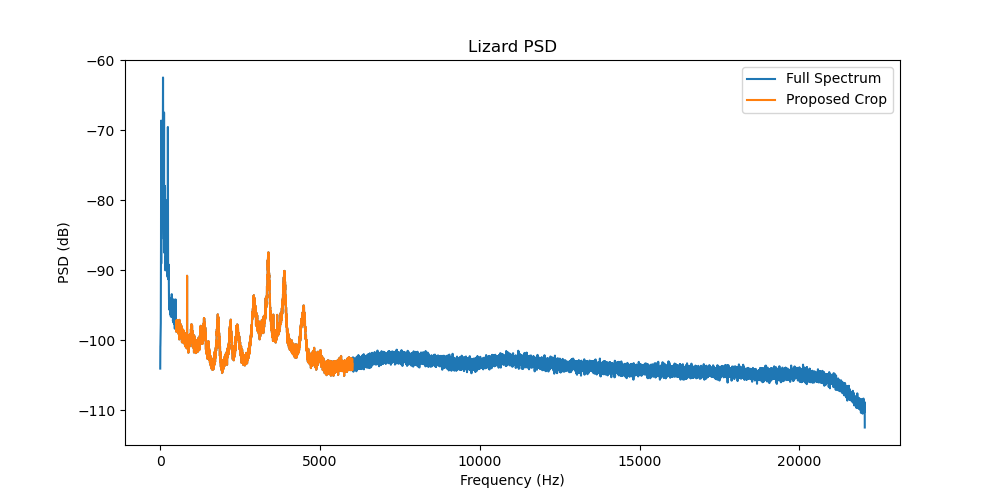 Lizard PSD
Full Spectrum
Proposed Crop
−60
−70
−80
−90
−100
−110
PSD (dB)
0
5000
10000
15000
20000
Frequency (Hz)